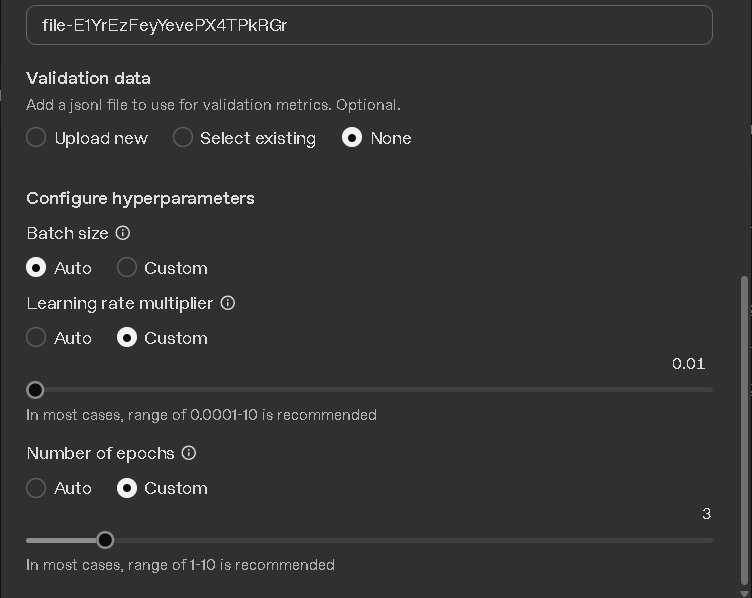 file-E1YrEzFeyYevePX4TPkRGr
Validation data
Add a jsonl file to use for validation metrics. Optional.
Upload new Select existing None
Configure hyperparameters
Batch size
Auto Custom
Learning rate multiplier
Auto Custom
0.01
In most cases, range of 0.0001-10 is recommended
Number of epochs
Auto Custom
3
In most cases, range of 1-10 is recommended